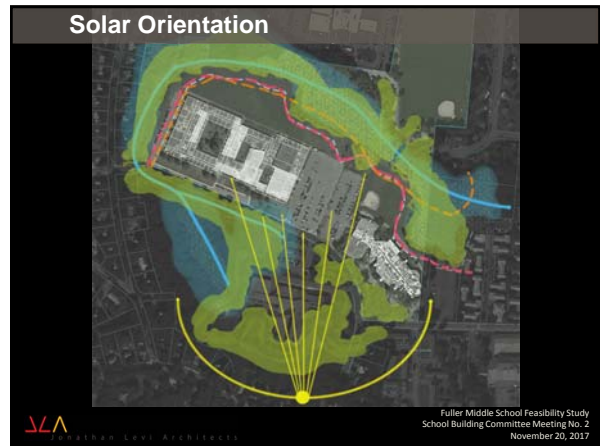 Solar Orientation
JLA
Jonathan Levi Architects
Fuller Middle School Feasibility Study
School Building Committee Meeting No. 2
November 20, 2017